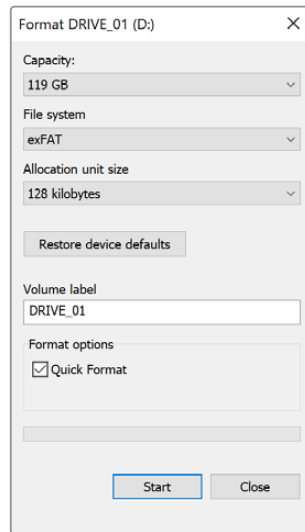 Format DRIVE_01 (D:)
Capacity:
119 GB
File system
exFAT
Allocation unit size
128 kilobytes
Restore device defaults
Volume label
DRIVE_01
Format options
Quick Format
Start Close